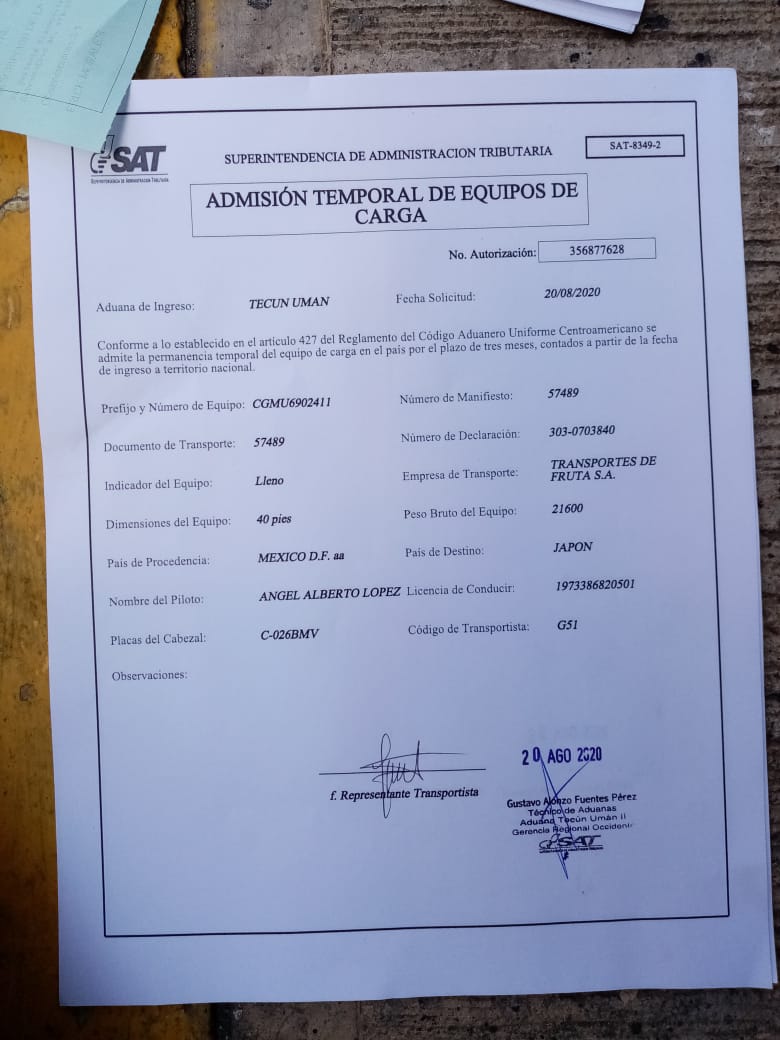 SAT
SUPERINTENDENCIA DE ADMINISTRACION TRIBUTARIA
SUPERINTENDENCIA DE ADMINISTRACION TRIBUTARIA
SAT-8349-2
ADMISIÓN TEMPORAL DE EQUIPOS DE
CARGA
No. Autorización: 356877628
Aduana de Ingreso: TECUN UMAN Fecha Solicitud: 20/08/2020
Conforme a lo establecido en el articulo 427 del Reglamento del Código Aduanero Uniforme Centroamericano se
admite la permanencia temporal del equipo de carga en el país por el plazo de tres meses, contados a partir de la fecha
de ingreso a territorio nacional.
Prefijo y Número de Equipo: CGMU6902411 Número de Manifiesto: 57489
Documento de Transporte: 57489 Número de Declaración: 303-0703840
Indicador del Equipo: Lleno Empresa de Transporte: TRANSPORTES DE
FRUTA S.A.
Dimensiones del Equipo: 40 pies Peso Bruto del Equipo: 21600
País de Procedencia: MEXICO D.F. aa País de Destino: JAPON
Nombre del Piloto: ANGEL ALBERTO LOPEZ Licencia de Conducir: 1973386820501
Placas del Cabezal: C-026BMV Código de Transportista: G51
Observaciones:
f. Representante Transportista
20 AGO 2020
Gustavo Alonzo Fuentes Pérez
Técnico de Aduanas
Aduana Tecún Umán II
Gerencia Regional Occidente
SAT